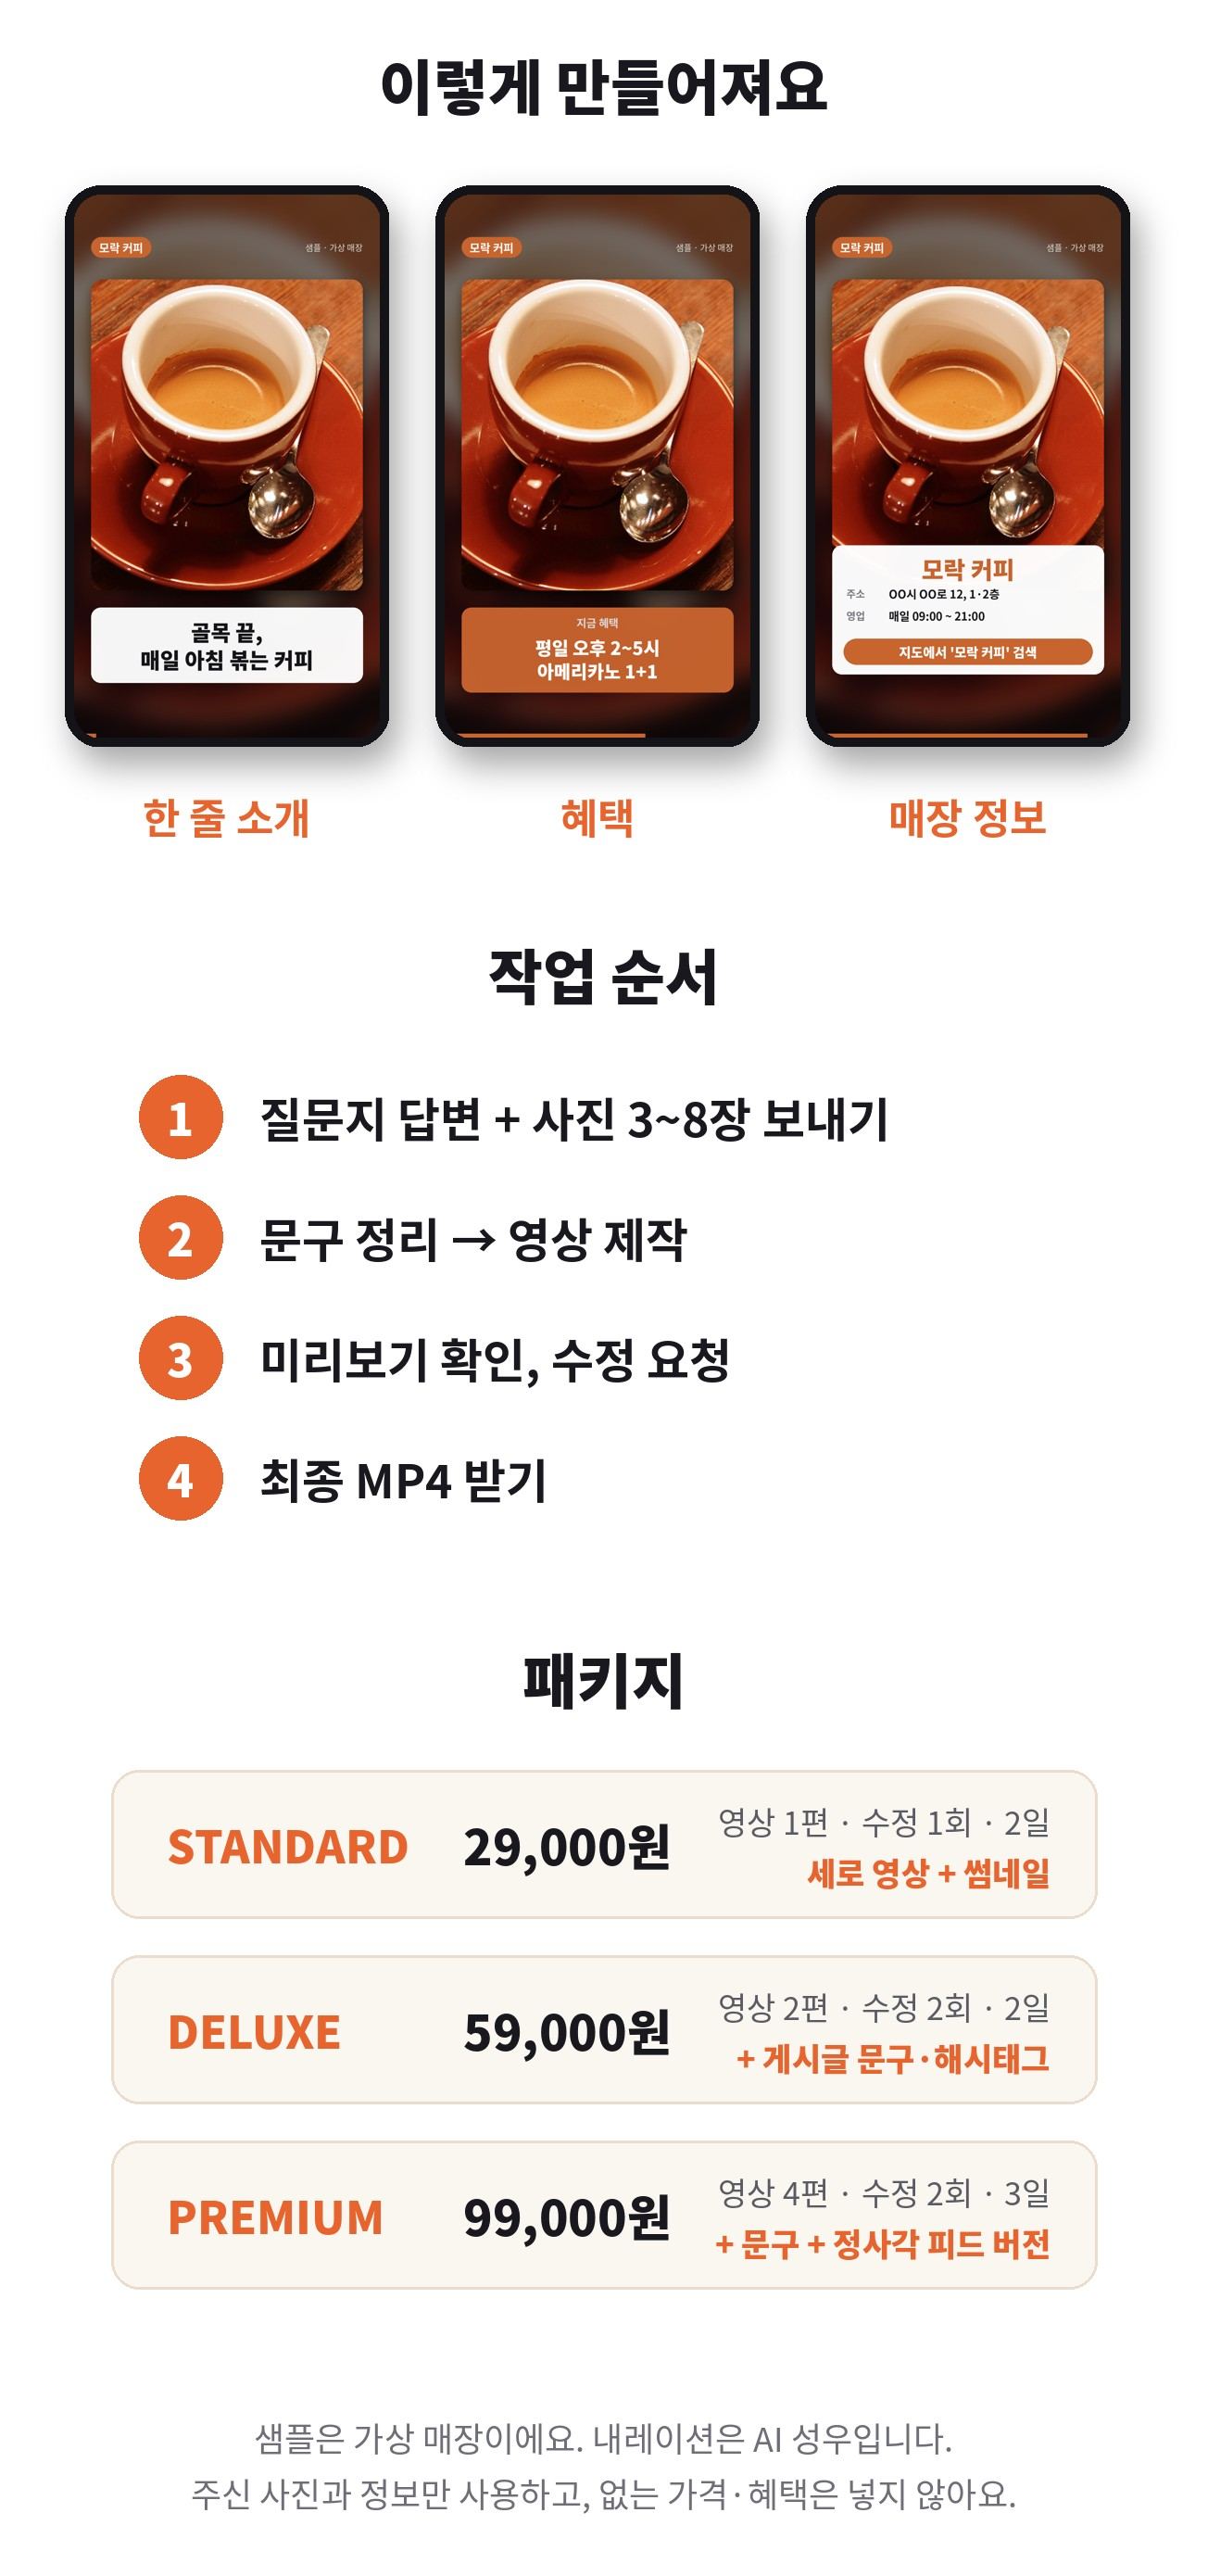 이렇게 만들어져요
모락 커피
샘플 · 가상 매장
골목 끝,
매일 아침 볶는 커피
한 줄 소개
모락 커피
샘플 · 가상 매장
지금 혜택
평일 오후 2~5시
아메리카노 1+1
혜택
모락 커피
샘플 · 가상 매장
모락 커피
주소 OO시 OO로 12, 1·2층
영업 매일 09:00 ~ 21:00
지도에서 '모락 커피' 검색
매장 정보
작업 순서
1 질문지 답변 + 사진 3~8장 보내기
2 문구 정리 → 영상 제작
3 미리보기 확인, 수정 요청
4 최종 MP4 받기
패키지
STANDARD 29,000원 영상 1편 · 수정 1회 · 2일
세로 영상 + 썸네일
DELUXE 59,000원 영상 2편 · 수정 2회 · 2일
+ 게시글 문구·해시태그
PREMIUM 99,000원 영상 4편 · 수정 2회 · 3일
+ 문구 + 정사각 피드 버전
샘플은 가상 매장이에요. 내레이션은 AI 성우입니다.
주신 사진과 정보만 사용하고, 없는 가격·혜택은 넣지 않아요.